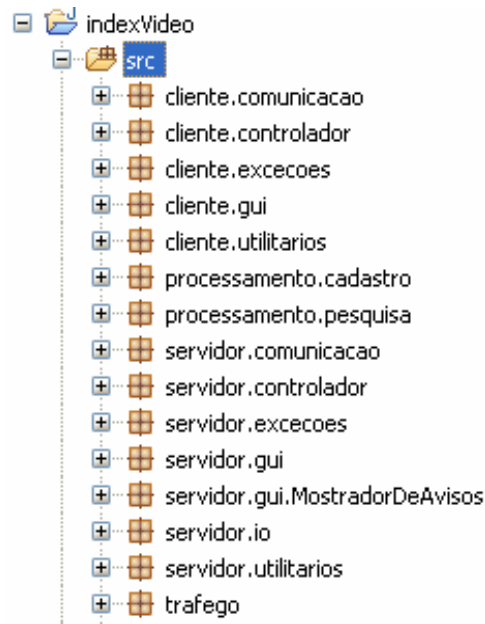 indexVideo
src
cliente.comunicacao
cliente.controlador
cliente.excecoes
cliente.gui
cliente.utilitarios
processamento.cadastro
processamento.pesquisa
servidor.comunicacao
servidor.controlador
servidor.excecoes
servidor.gui
servidor.gui.MostradorDeAvisos
servidor.io
servidor.utilitarios
trafego